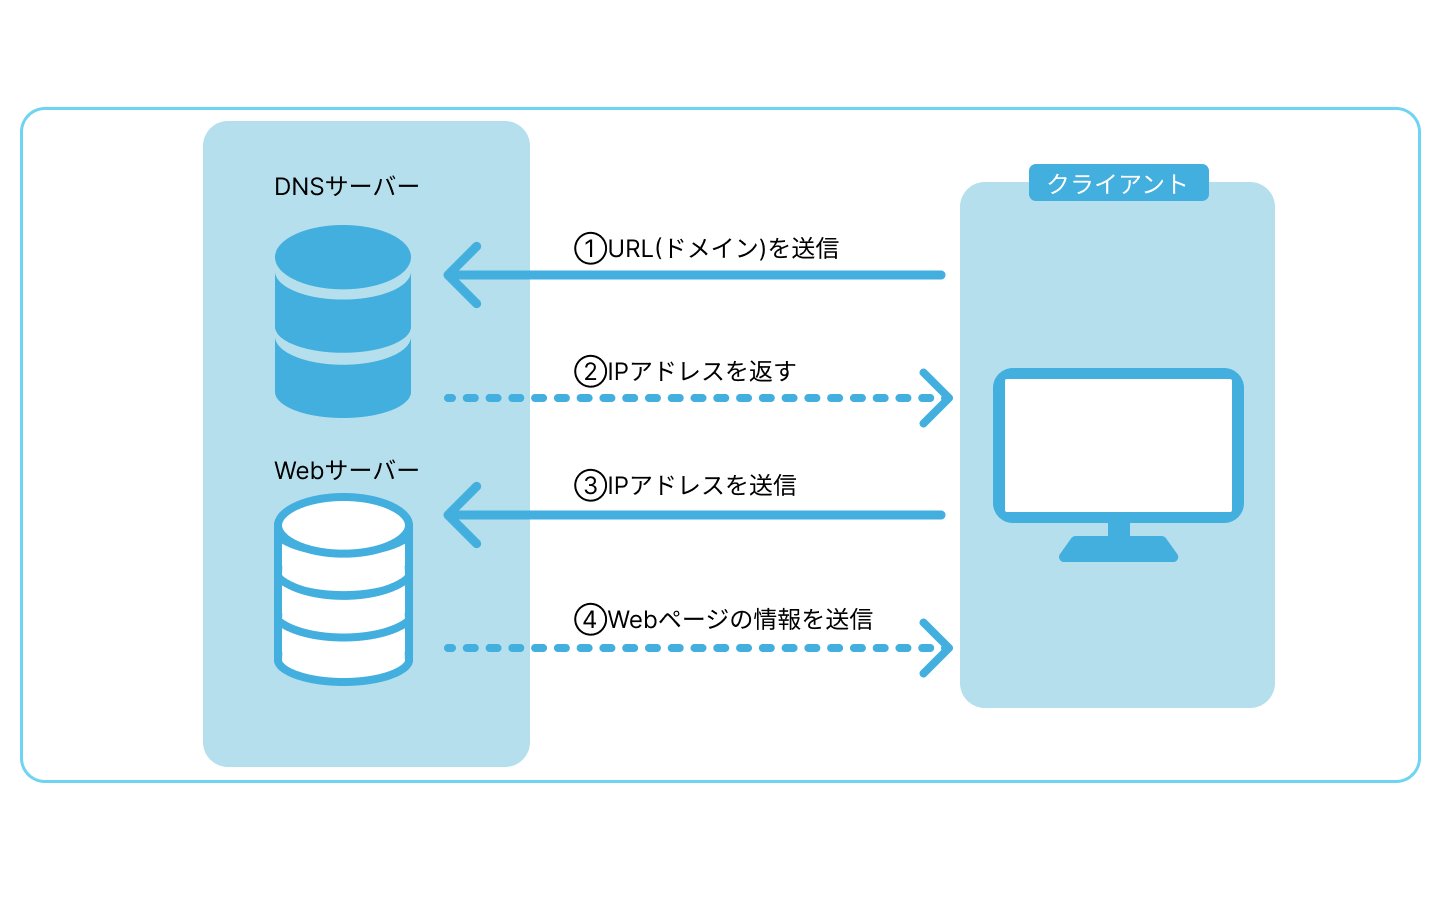 DNSサーバー
クライアント
①URL(ドメイン)を送信
②IPアドレスを返す
Webサーバー
③IPアドレスを送信
④Webページの情報を送信